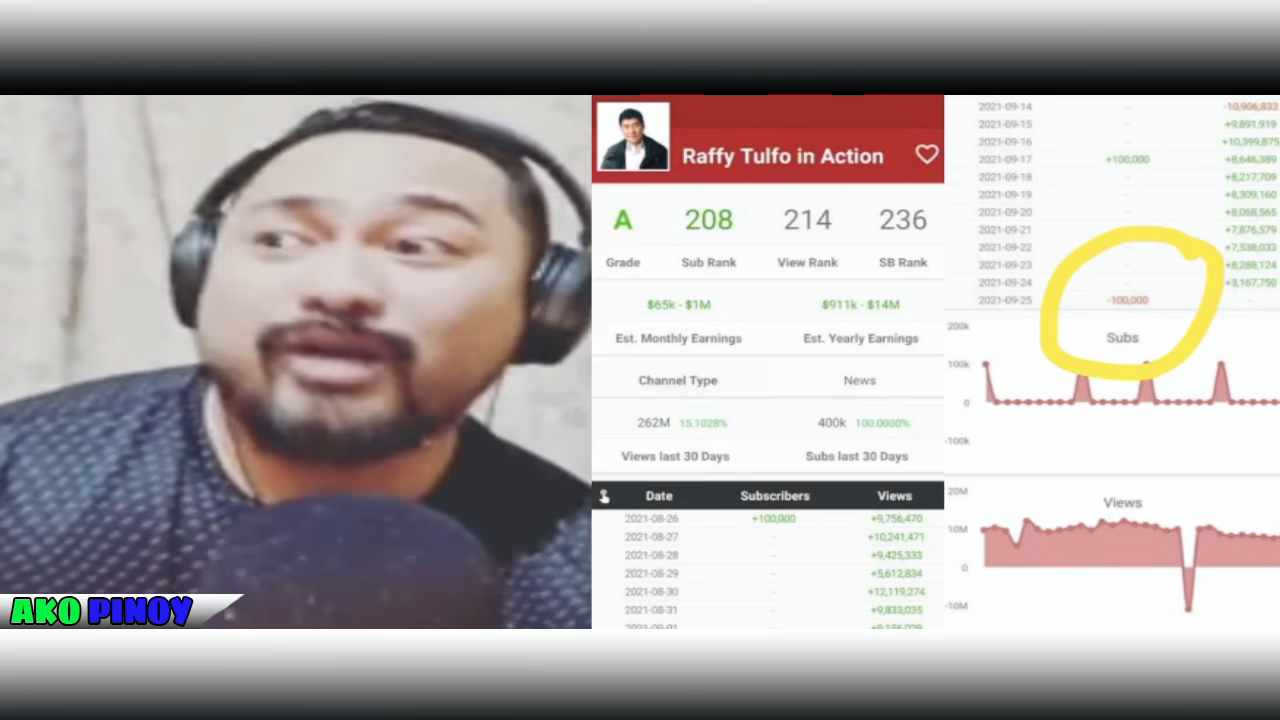 AKO PINOY
Raffy Tulfo in Action
A 208 214 236
Grade Sub Rank View Rank SB Rank
$65k - $1M $911k - $14M
Est. Monthly Earnings Est. Yearly Earnings
Channel Type News
262M 15.1028% 400k 100.0000%
Views last 30 Days Subs last 30 Days
Date Subscribers Views
2021-08-26 +100,000 +9,756,470
2021-08-27 -- +10,241,471
2021-08-28 -- +9,425,333
2021-08-29 -- +5,612,834
2021-08-30 -- +12,119,274
2021-08-31 -- +9,833,035
2021-09-01 -- +9,156,029
2021-09-14 -- -10,906,833
2021-09-15 -- +9,891,919
2021-09-16 -- +10,399,875
2021-09-17 +100,000 +8,646,389
2021-09-18 -- +8,217,709
2021-09-19 -- +8,309,160
2021-09-20 -- +8,068,565
2021-09-21 -- +7,876,579
2021-09-22 -- +7,538,033
2021-09-23 -- +8,288,124
2021-09-24 -- +3,167,750
2021-09-25 -100,000 --
200k
Subs
100k
0
-100k
20M
Views
10M
0
-10M